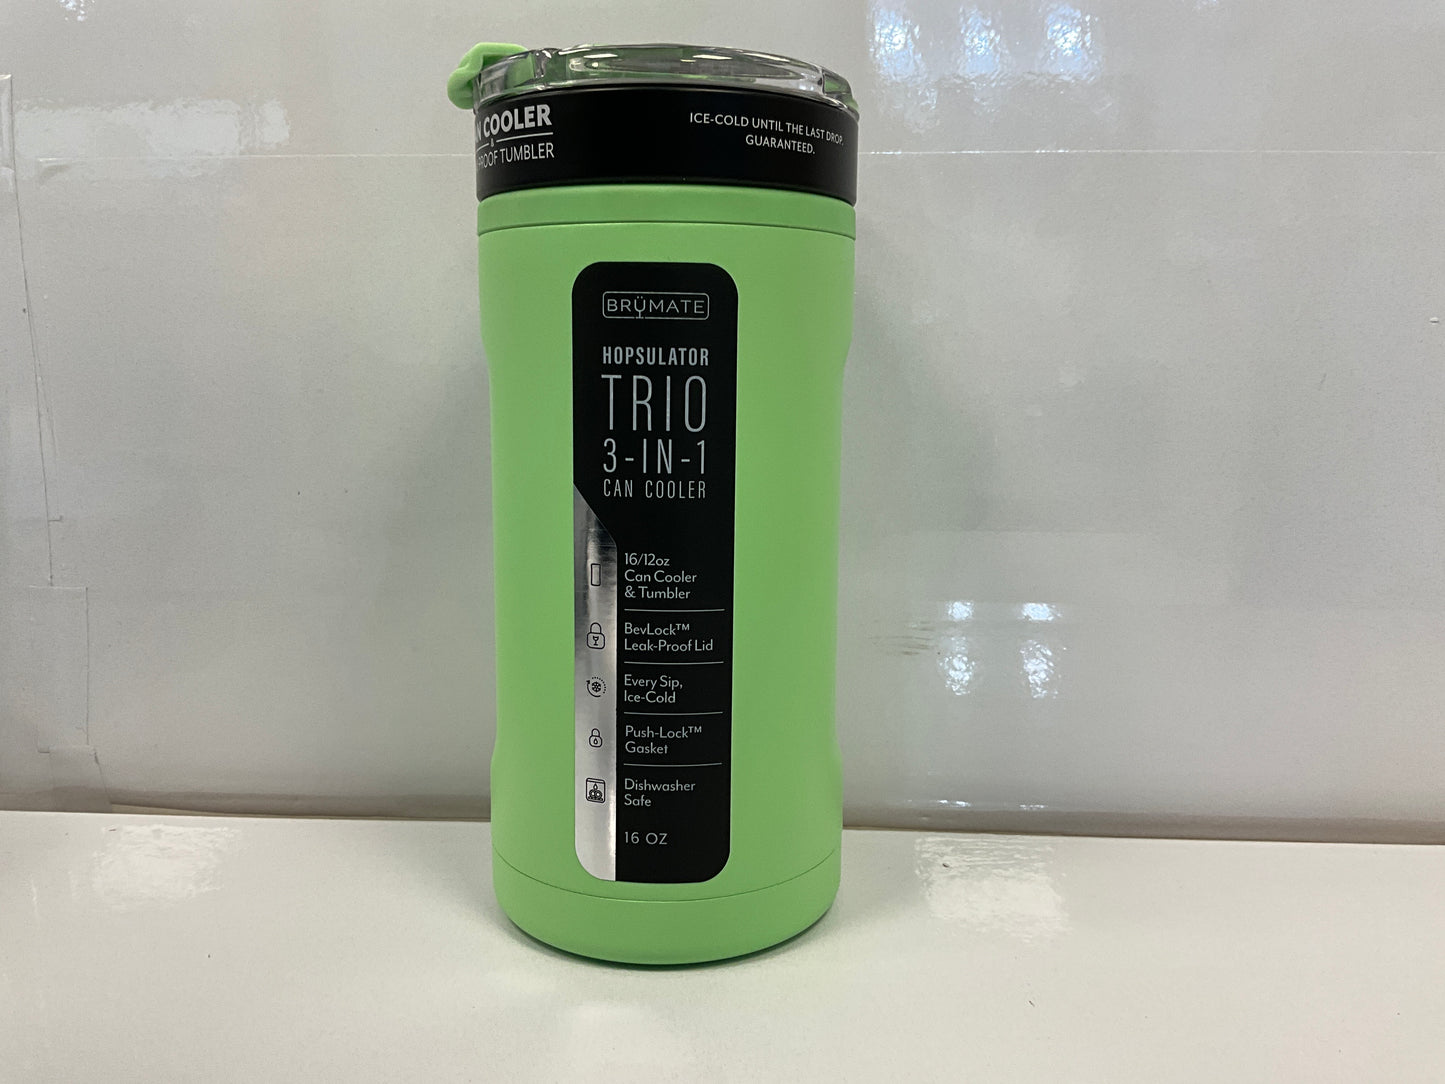 COOLER
&
PROOF TUMBLER
ICE-COLD UNTIL THE LAST DROP.
GUARANTEED.
BRÜMATE
HOPSULATOR
TRIO
3-IN-1
CAN COOLER
16/12oz
Can Cooler
& Tumbler
BevLock™
Leak-Proof Lid
Every Sip,
Ice-Cold
Push-Lock™
Gasket
Dishwasher
Safe
16 OZ